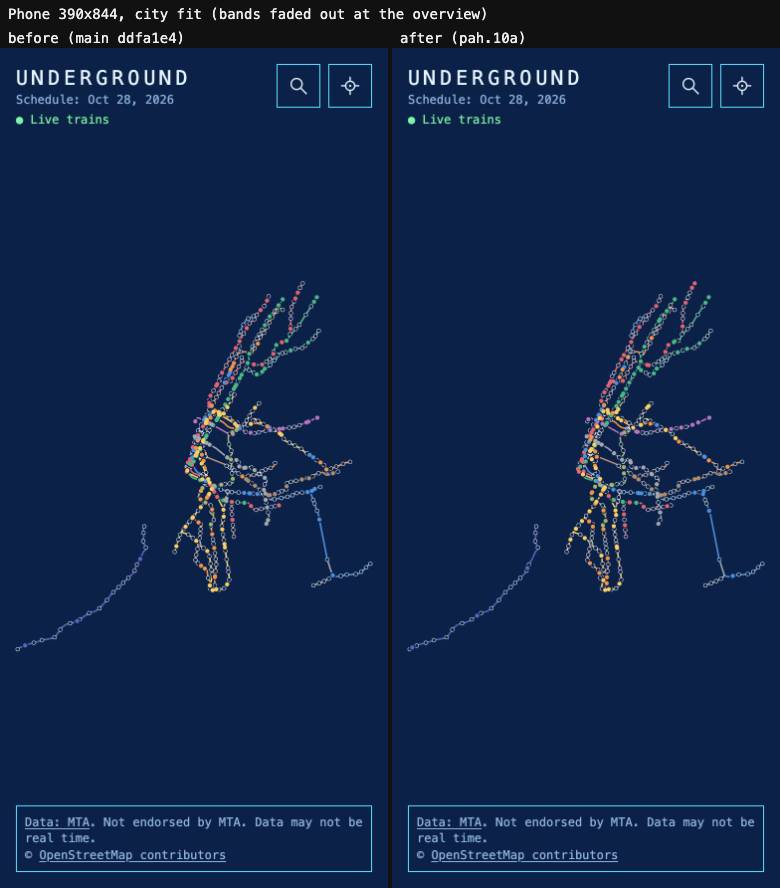 Phone 390x844, city fit (bands faded out at the overview)
before (main ddfa1e4)
after (pah.10a)
UNDERGROUND
Schedule: Oct 28, 2026
Live trains
UNDERGROUND
Schedule: Oct 28, 2026
Live trains
Data: MTA. Not endorsed by MTA. Data may not be
real time.
© OpenStreetMap contributors
Data: MTA. Not endorsed by MTA. Data may not be
real time.
© OpenStreetMap contributors